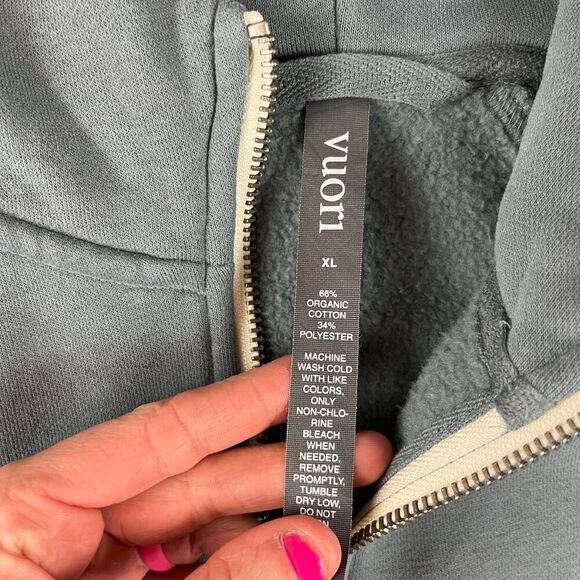 vuori
XL
66%
ORGANIC
COTTON
34%
POLYESTER
MACHINE
WASH COLD
WITH LIKE
COLORS,
ONLY
NON-CHLO-
RINE
BLEACH
WHEN
NEEDED,
REMOVE
PROMPTLY,
TUMBLE
DRY LOW,
DO NOT